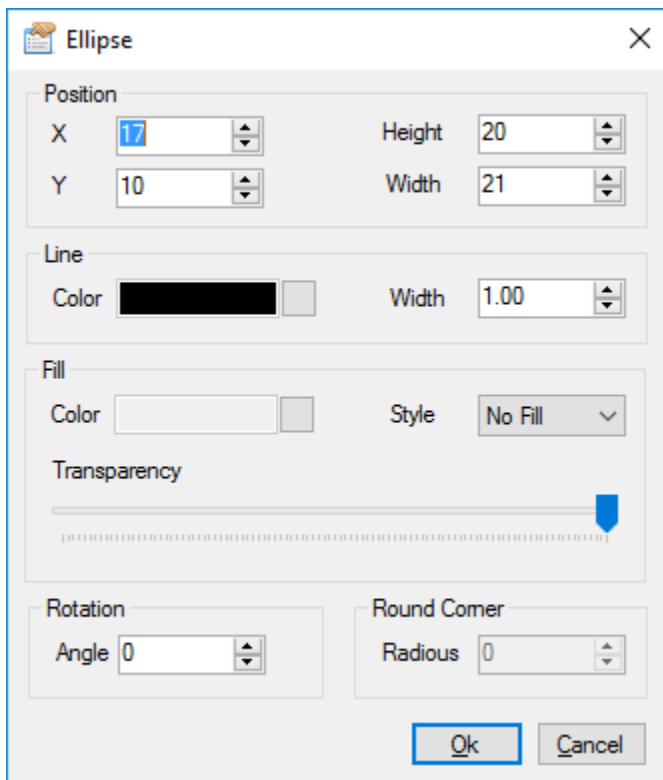 Ellipse
Position
X 17 Height 20
Y 10 Width 21
Line
Color Width 1.00
Fill
Color Style No Fill
Transparency
Rotation Round Corner
Angle 0 Radious 0
Ok Cancel